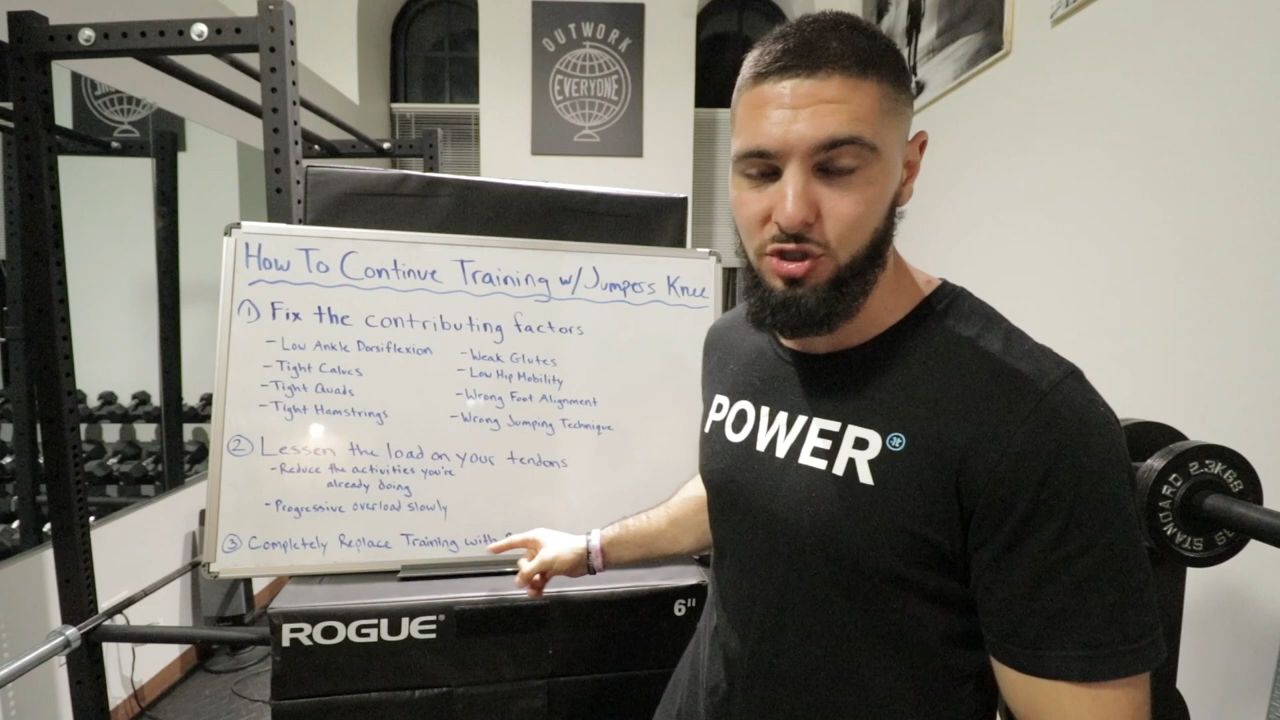 OUTWORK
EVERYONE
How To Continue Training w/Jumpers Knee
1) Fix the contributing factors
- Low Ankle Dorsiflexion
- Tight Calves
- Tight Quads
- Tight Hamstrings
- Weak Glutes
- Low Hip Mobility
- Wrong Foot Alignment
- Wrong Jumping Technique
2 Lessen the load on your tendons
- Reduce the activities you're
already doing
- Progressive overload slowly
3 Completely Replace Training with
POWER
ROGUE®
6"
STANDARD 2.3KGS